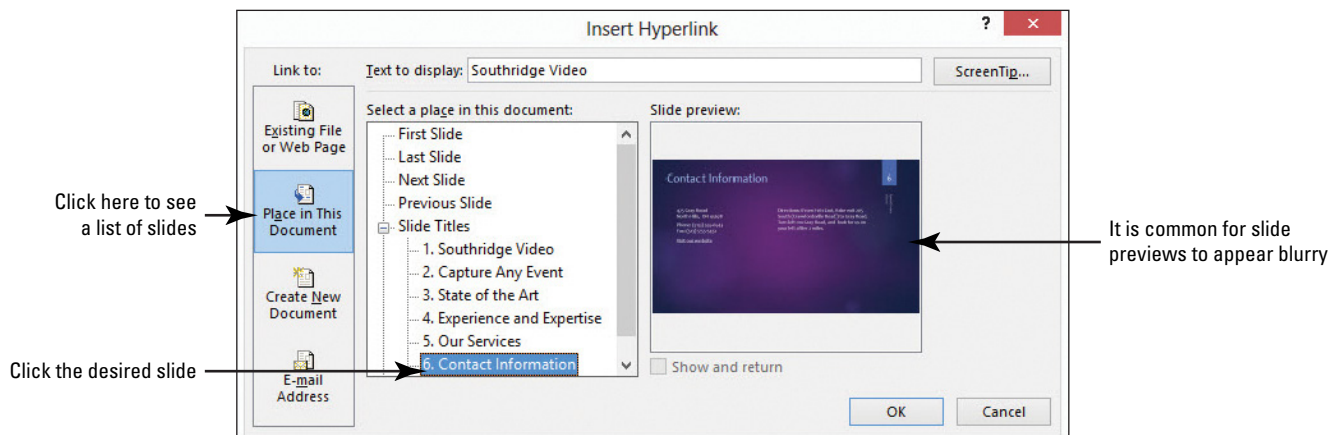 Insert Hyperlink
?
Link to:
Text to display: Southridge Video
ScreenTip...
Existing File
or Web Page
Place in This
Document
Create New
Document
E-mail
Address
Select a place in this document:
First Slide
Last Slide
Next Slide
Previous Slide
Slide Titles
1. Southridge Video
2. Capture Any Event
3. State of the Art
4. Experience and Expertise
5. Our Services
6. Contact Information
Slide preview:
Contact Information
6
Show and return
OK
Cancel
Click here to see
a list of slides
Click the desired slide
It is common for slide
previews to appear blurry